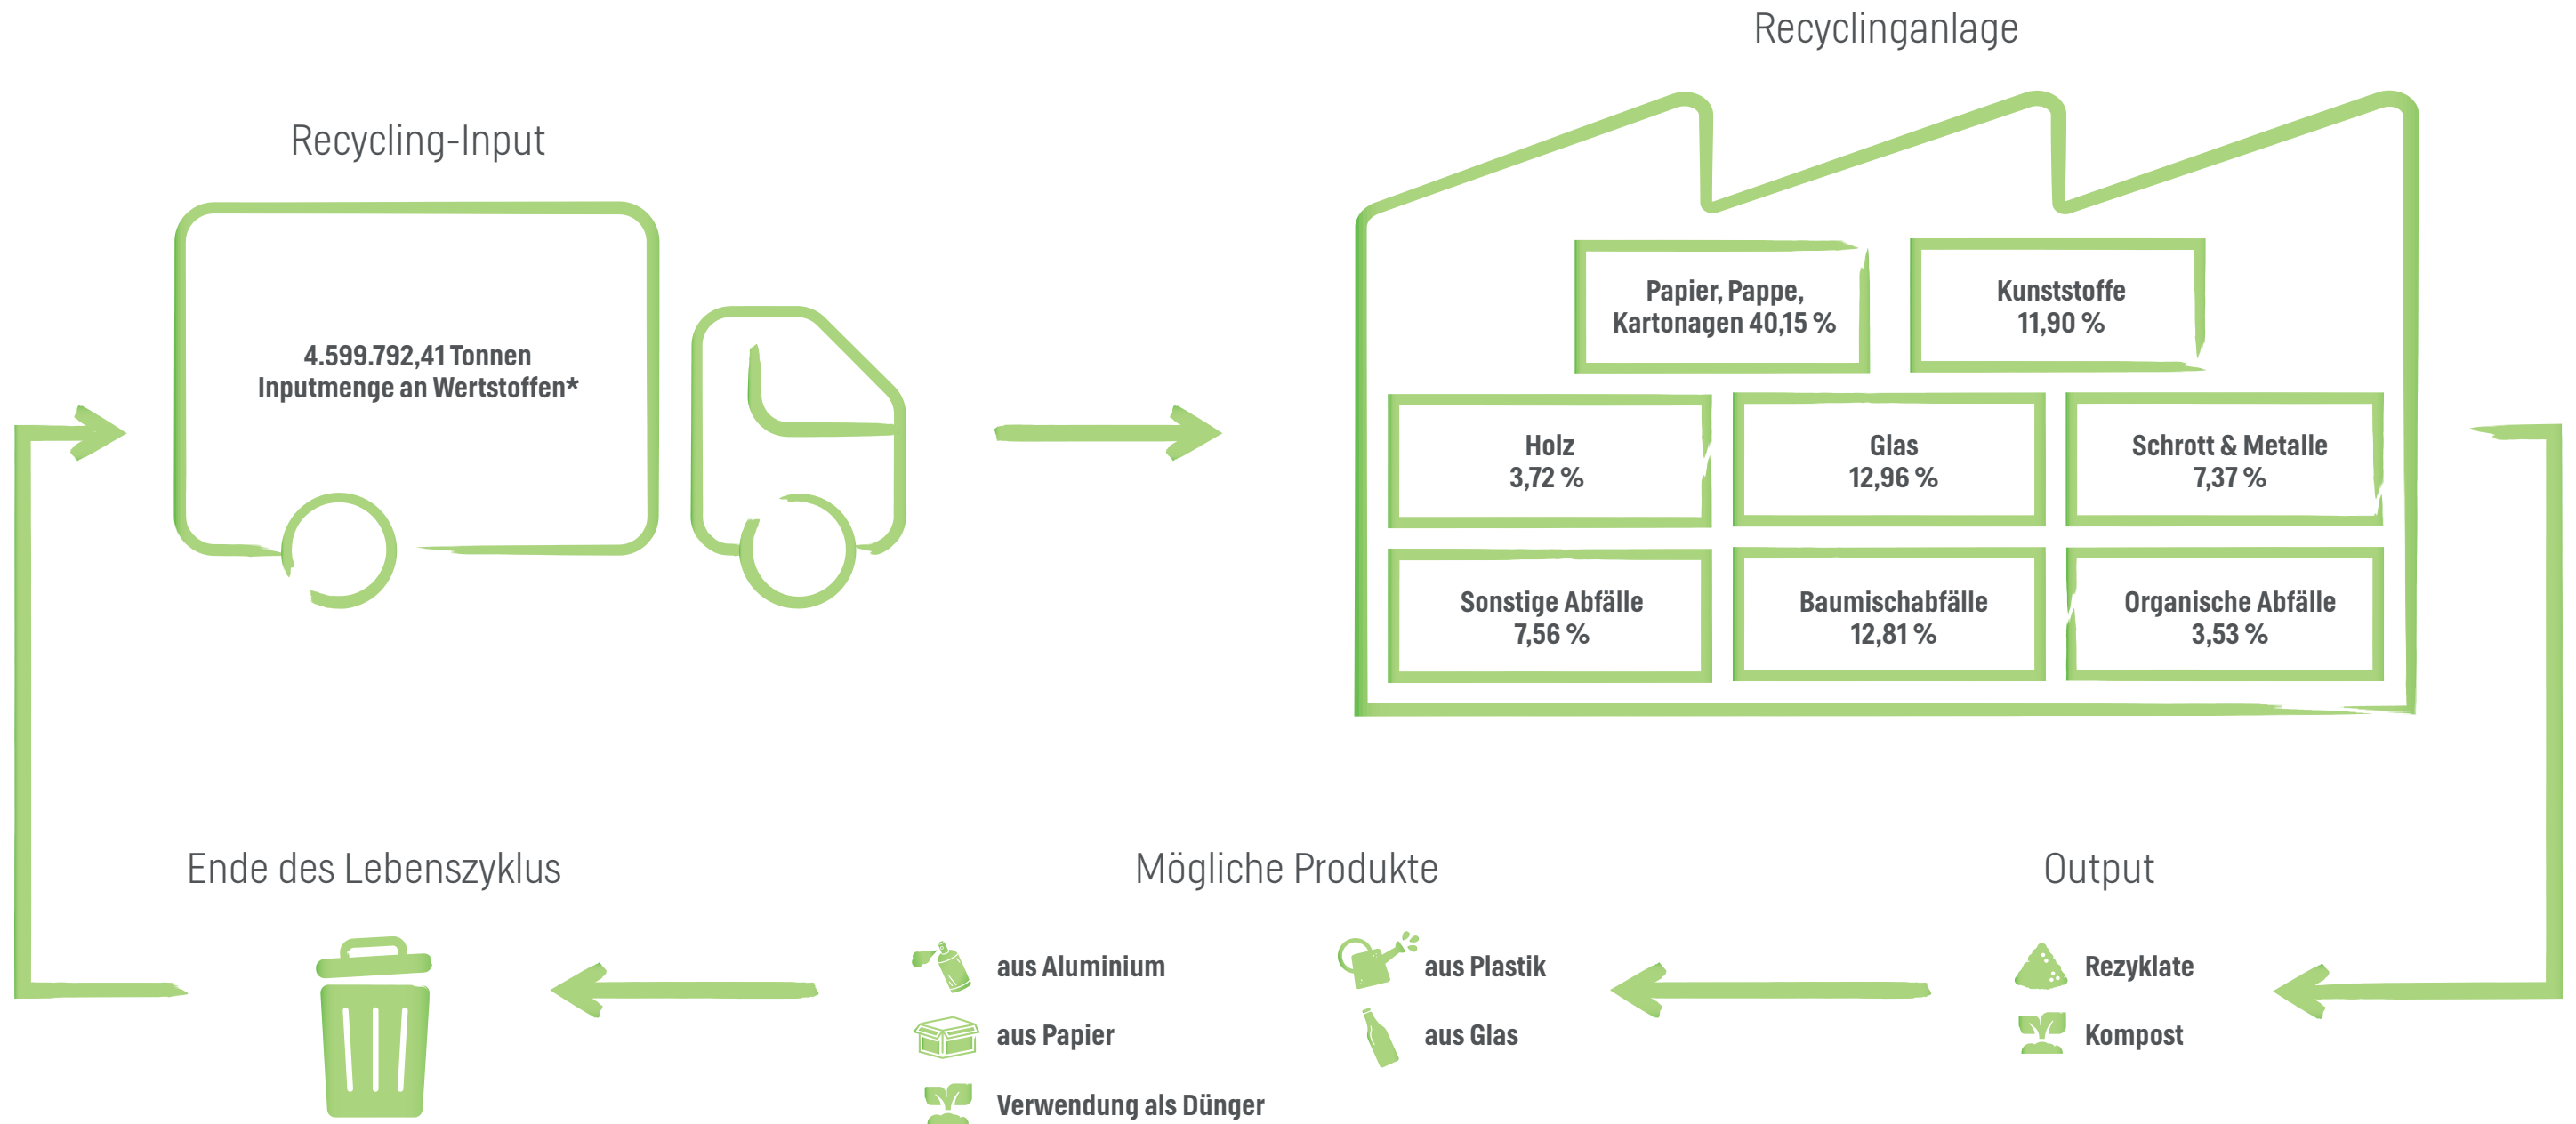 Recyclinganlage
Recycling-Input
4.599.792,41 Tonnen
Inputmenge an Wertstoffen*
Papier, Pappe,
Kartonagen 40,15 %
Kunststoffe
11,90 %
Holz
3,72 %
Glas
12,96 %
Schrott & Metalle
7,37 %
Sonstige Abfälle
7,56 %
Baumischabfälle
12,81 %
Organische Abfälle
3,53 %
Ende des Lebenszyklus
Mögliche Produkte
aus Aluminium
aus Plastik
aus Papier
aus Glas
Verwendung als Dünger
Output
Rezyklate
Kompost